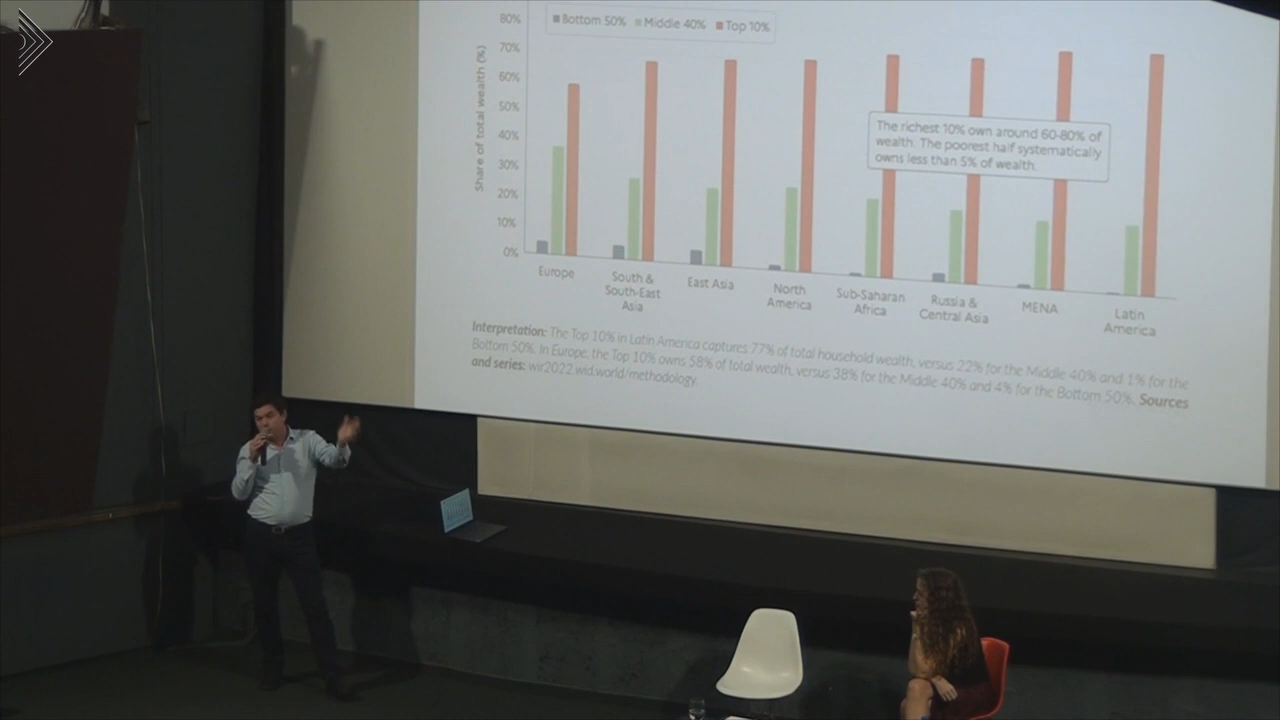 80%
Bottom 50% Middle 40% Top 10%
70%
60%
50%
40%
30%
20%
10%
0%
Share of total wealth (%)
The richest 10% own around 60-80% of
wealth. The poorest half systematically
owns less than 5% of wealth.
Europe
South &
South-East
Asia
East Asia
North
America
Sub-Saharan
Africa
Russia &
Central Asia
MENA
Latin
America
Interpretation: The Top 10% in Latin America captures 77% of total household wealth, versus 22% for the Middle 40% and 1% for the
Bottom 50%. In Europe, the Top 10% owns 58% of total wealth, versus 38% for the Middle 40% and 4% for the Bottom 50%. Sources
and series: wir2022.wid.world/methodology.